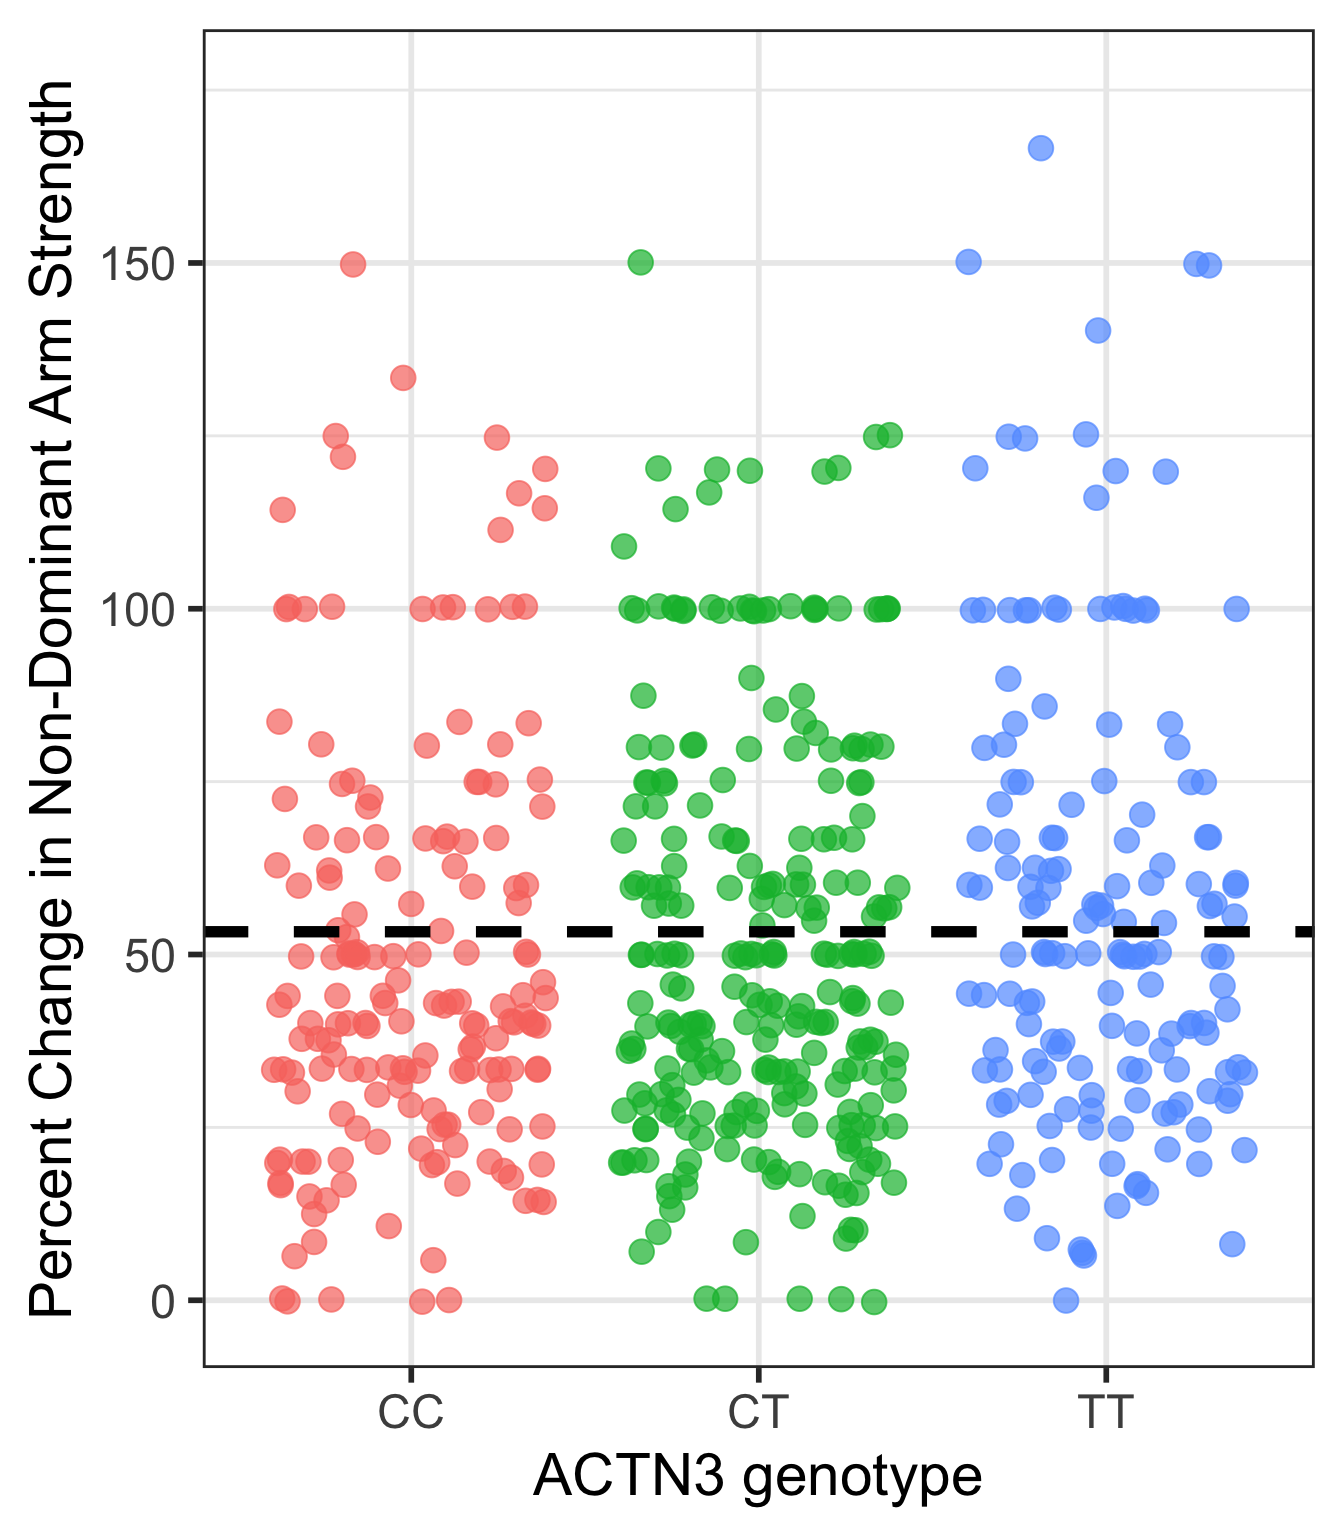 Percent Change in Non-Dominant Arm Strength
150
100
50
0
CC CT TT
ACTN3 genotype